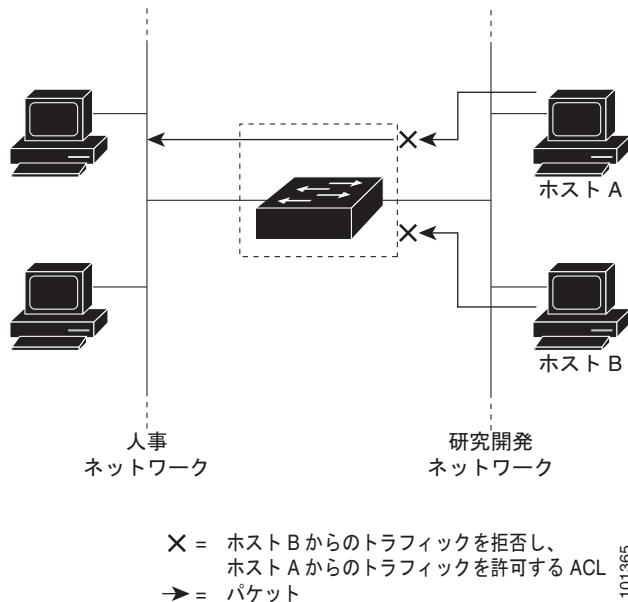 ホスト A
ホスト B
人事
ネットワーク
研究開発
ネットワーク
✕ = ホスト B からのトラフィックを拒否し、
ホスト A からのトラフィックを許可する ACL
➔ = パケット
101365